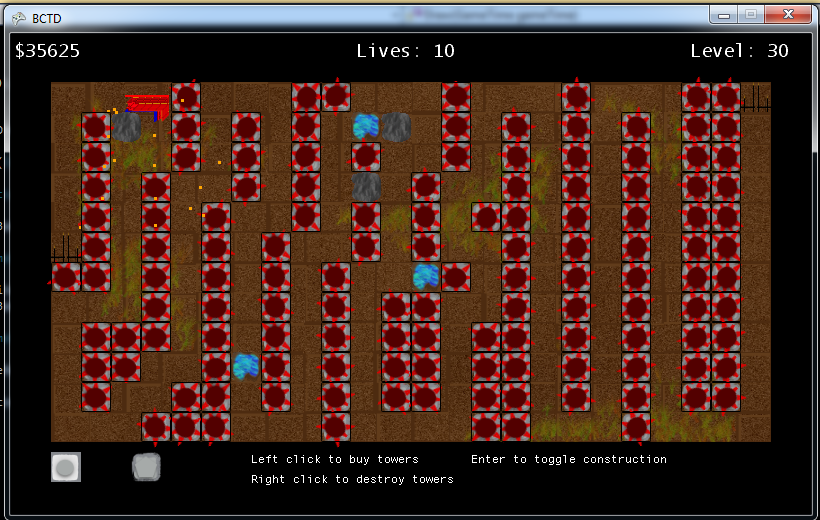 BCTD
$35625 Lives: 10 Level: 30
Left click to buy towers Enter to toggle construction
Right click to destroy towers